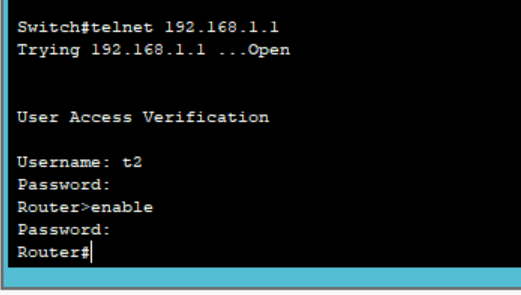 Switch#telnet 192.168.1.1
Trying 192.168.1.1 ...Open
User Access Verification
Username: t2
Password:
Router>enable
Password:
Router#